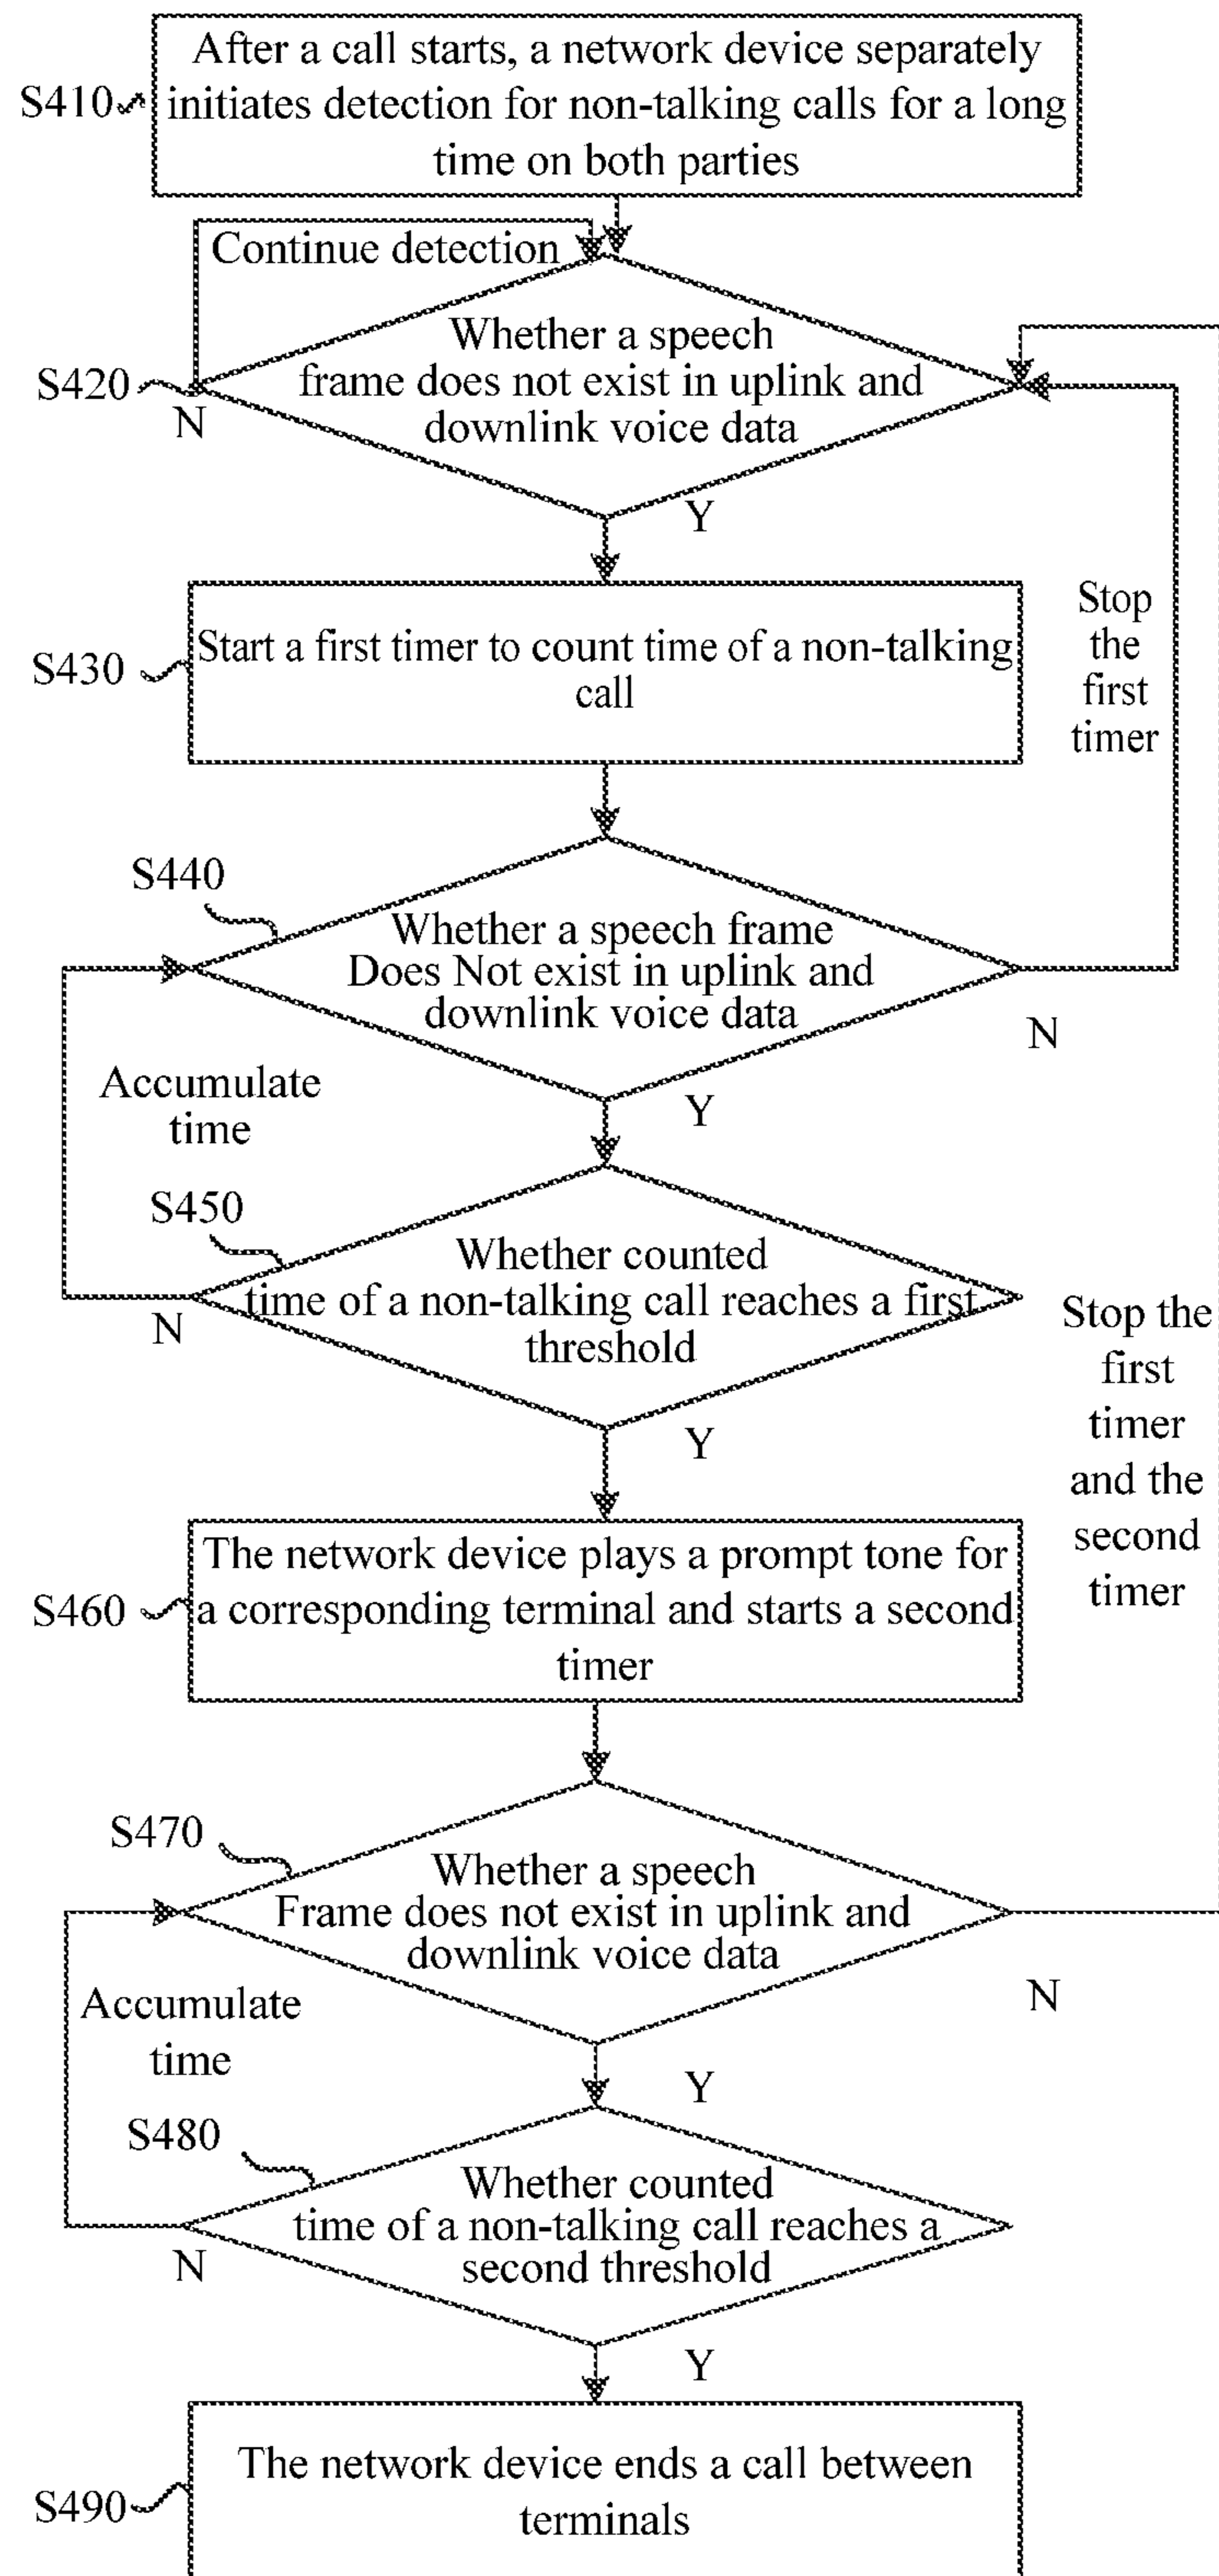 After a call starts, a network device separately
S410
initiates detection for non-talking calls for a long
time on both parties
Continue detection
Whether a speech
S420
frame does not exist in uplink and
N
downlink voice data
Y
Stop
the
first
timer
S430
Start a first timer to count time of a non-talking
call
S440
Whether a speech frame
Does Not exist in uplink and
downlink voice data
N
Accumulate
time
Y
S450
Whether counted
time of a non-talking call reaches a first
threshold
N
Y
Stop the
first
timer
and the
second
timer
S460
The network device plays a prompt tone for
a corresponding terminal and starts a second
timer
S470
Whether a speech
Frame does not exist in uplink and
downlink voice data
N
Accumulate
time
Y
S480
Whether counted
time of a non-talking call reaches a
second threshold
N
Y
S490
The network device ends a call between
terminals